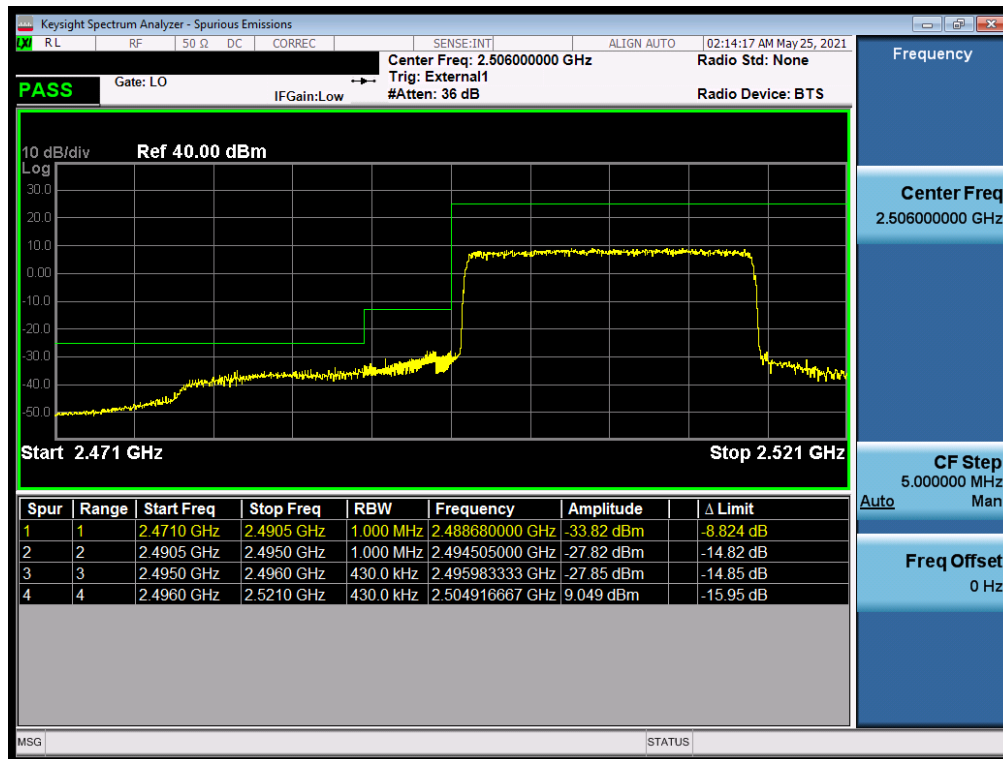 Keysight Spectrum Analyzer - Spurious Emissions
LXI RL RF 50 Ω DC CORREC SENSE:INT ALIGN AUTO 02:14:17 AM May 25, 2021
Center Freq: 2.506000000 GHz Radio Std: None
PASS Gate: LO Trig: External1
IFGain:Low #Atten: 36 dB Radio Device: BTS
10 dB/div Ref 40.00 dBm
Log
30.0
20.0
10.0
0.00
-10.0
-20.0
-30.0
-40.0
-50.0
Start 2.471 GHz Stop 2.521 GHz
Spur Range Start Freq Stop Freq RBW Frequency Amplitude Δ Limit
1 1 2.4710 GHz 2.4905 GHz 1.000 MHz 2.488680000 GHz -33.82 dBm -8.824 dB
2 2 2.4905 GHz 2.4950 GHz 1.000 MHz 2.494505000 GHz -27.82 dBm -14.82 dB
3 3 2.4950 GHz 2.4960 GHz 430.0 kHz 2.495983333 GHz -27.85 dBm -14.85 dB
4 4 2.4960 GHz 2.5210 GHz 430.0 kHz 2.504916667 GHz 9.049 dBm -15.95 dB
MSG STATUS
Frequency
Center Freq
2.506000000 GHz
CF Step
5.000000 MHz
Auto Man
Freq Offset
0 Hz